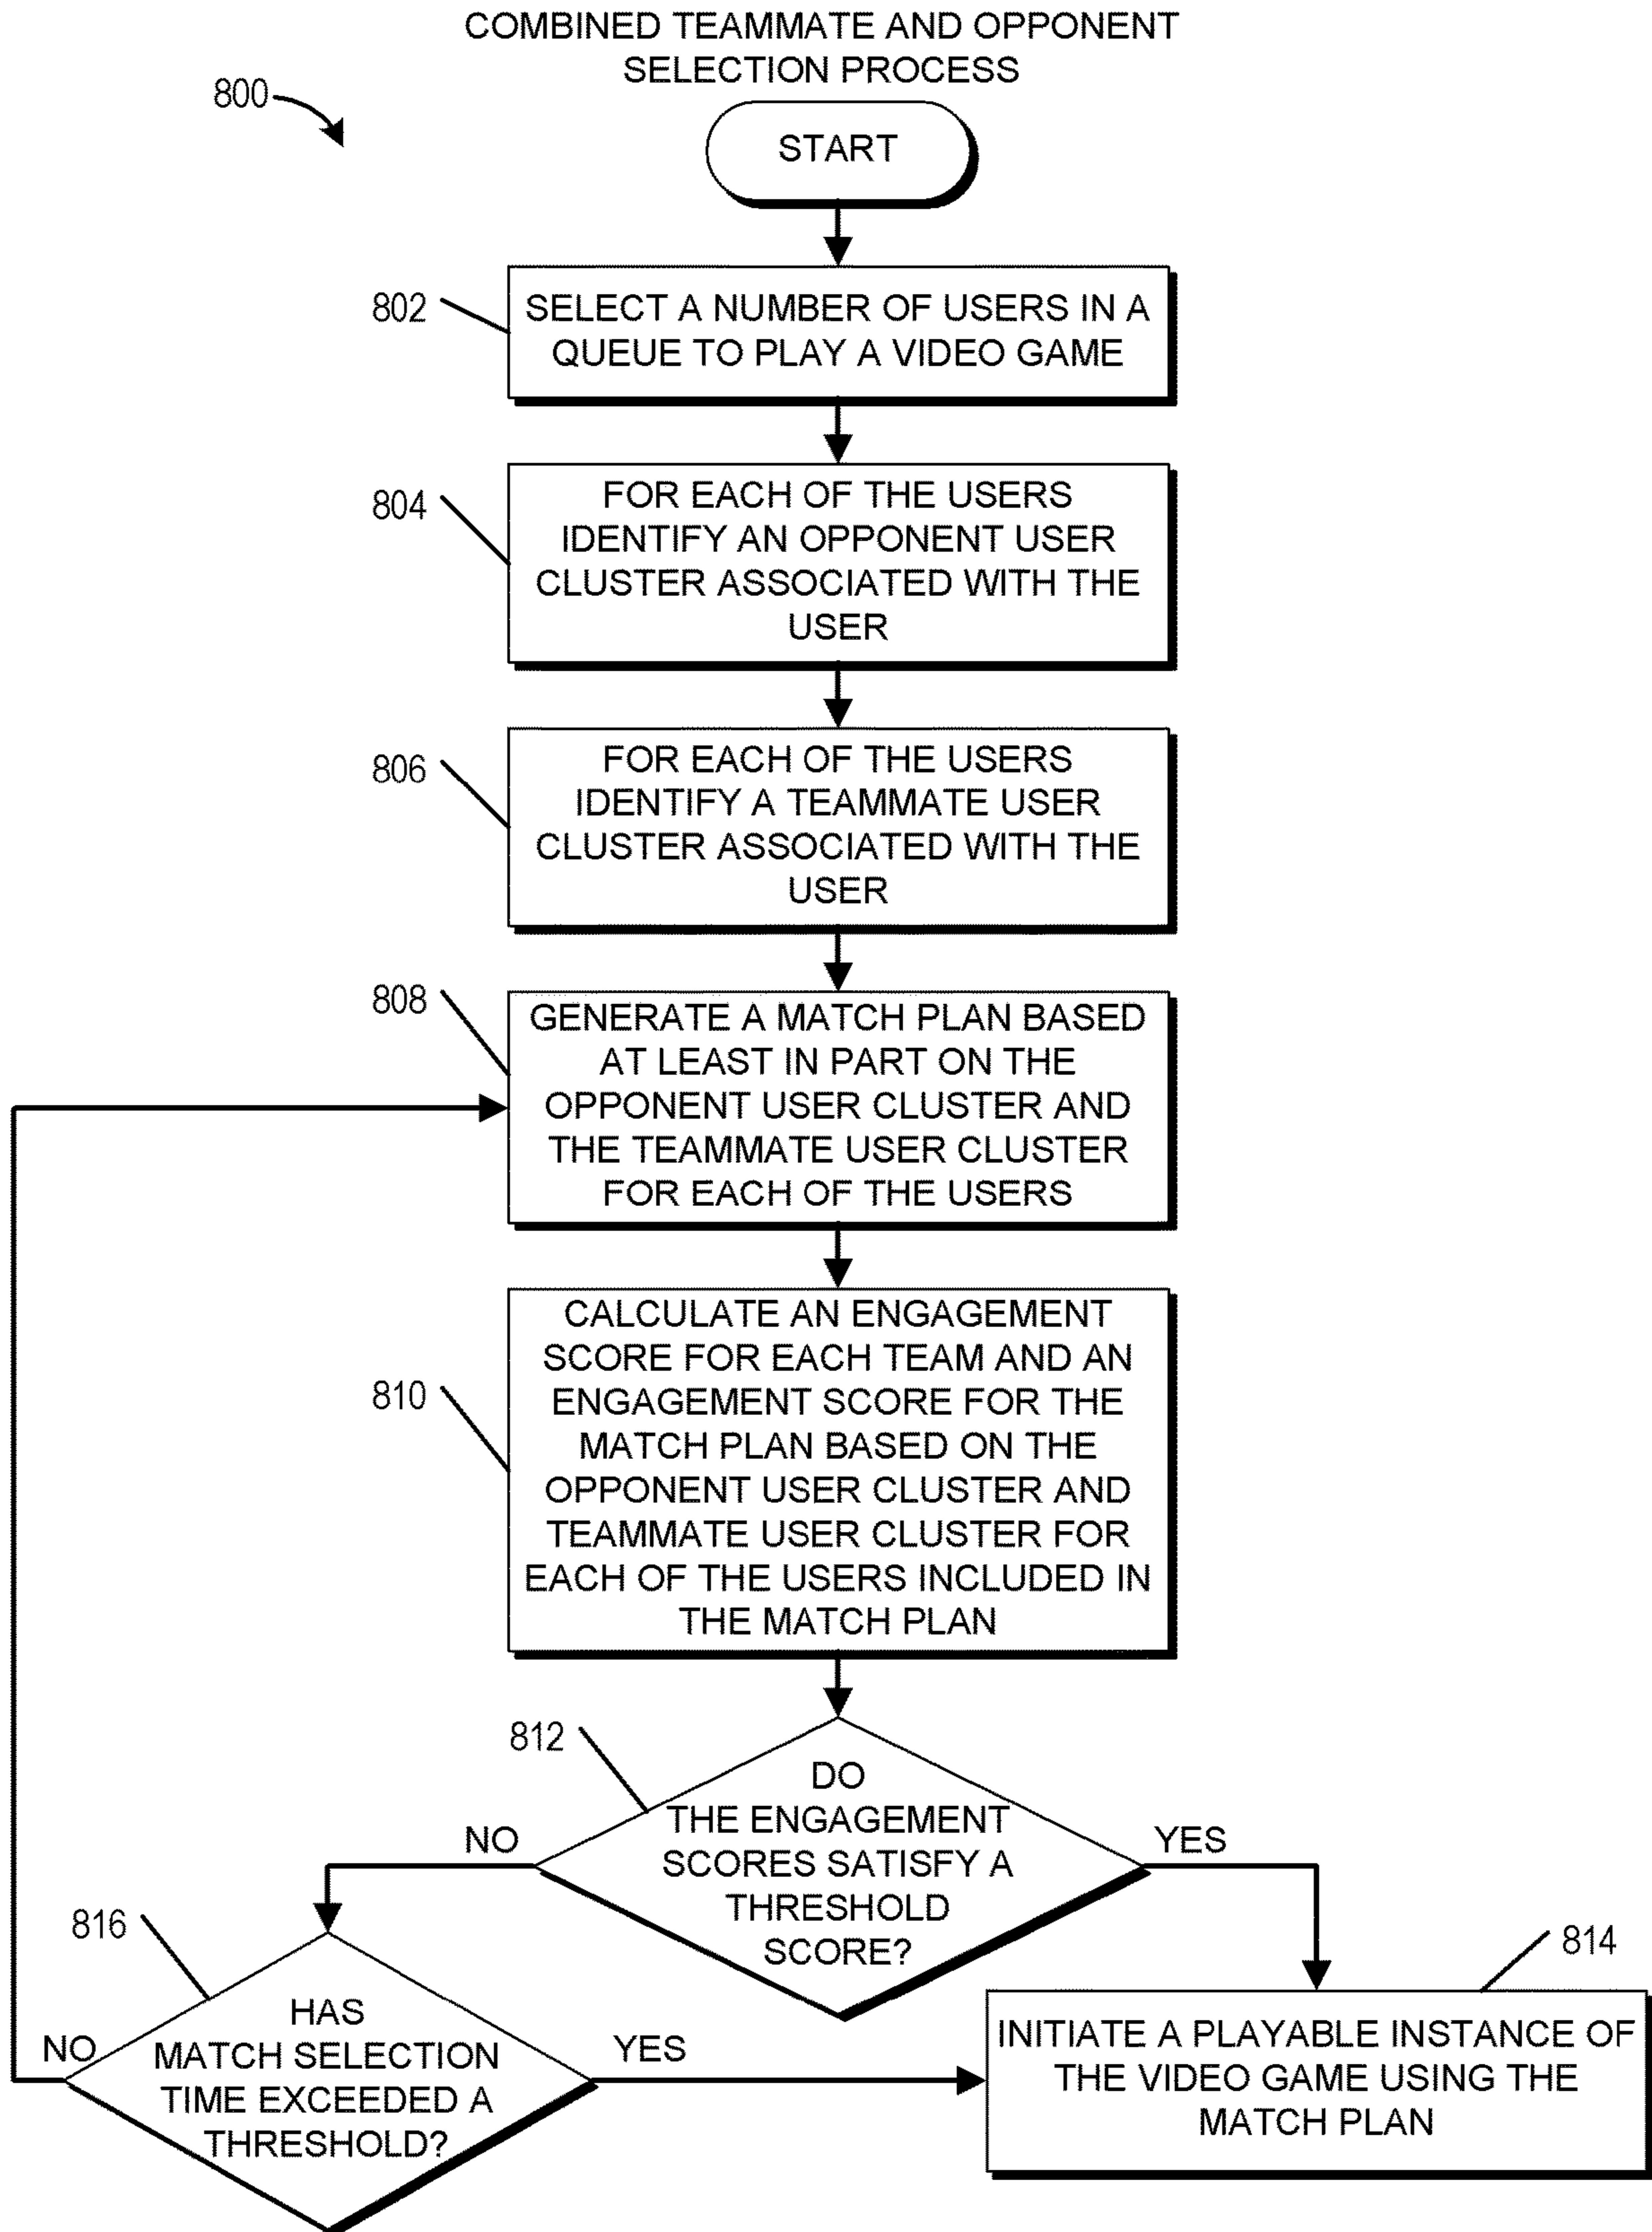 COMBINED TEAMMATE AND OPPONENT
SELECTION PROCESS
800
START
802
SELECT A NUMBER OF USERS IN A
QUEUE TO PLAY A VIDEO GAME
804
FOR EACH OF THE USERS
IDENTIFY AN OPPONENT USER
CLUSTER ASSOCIATED WITH THE
USER
806
FOR EACH OF THE USERS
IDENTIFY A TEAMMATE USER
CLUSTER ASSOCIATED WITH THE
USER
808
GENERATE A MATCH PLAN BASED
AT LEAST IN PART ON THE
OPPONENT USER CLUSTER AND
THE TEAMMATE USER CLUSTER
FOR EACH OF THE USERS
810
CALCULATE AN ENGAGEMENT
SCORE FOR EACH TEAM AND AN
ENGAGEMENT SCORE FOR THE
MATCH PLAN BASED ON THE
OPPONENT USER CLUSTER AND
TEAMMATE USER CLUSTER FOR
EACH OF THE USERS INCLUDED IN
THE MATCH PLAN
812
DO
THE ENGAGEMENT
SCORES SATISFY A
THRESHOLD
SCORE?
NO
YES
816
HAS
MATCH SELECTION
TIME EXCEEDED A
THRESHOLD?
NO
YES
814
INITIATE A PLAYABLE INSTANCE OF
THE VIDEO GAME USING THE
MATCH PLAN